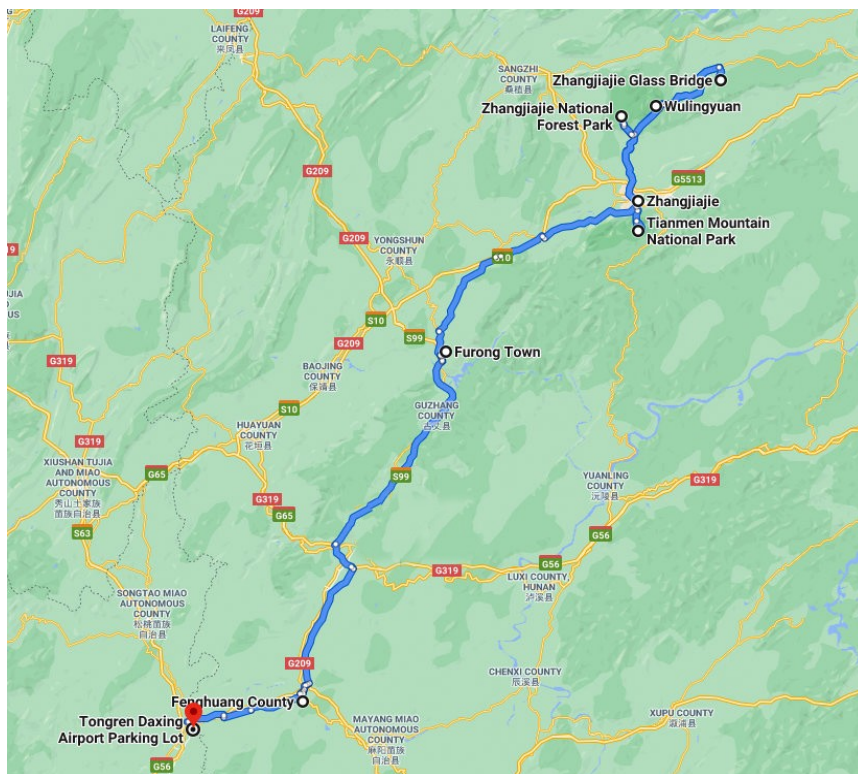 LAIFENG
COUNTY
来凤县
G209
SANGZHI
COUNTY
桑植县
Zhangjiajie Glass Bridge
Zhangjiajie National
Forest Park
Wulingyuan
G209
G5513
Zhangjiajie
Tianmen Mountain
National Park
G209
YONGSHUN
COUNTY
永顺县
S10
S10
S99
G209
Furong Town
G319
BAOJING
COUNTY
保靖县
S10
GUZHANG
COUNTY
古丈县
HUAYUAN
COUNTY
花垣县
G319
XIUSHAN TUJIA
AND MIAO
AUTONOMOUS
COUNTY
秀山土家族
苗族自治县
G65
S99
YUANLING
COUNTY
沅陵县
G319
G319
G65
S63
G56
G56
G319
LUXI COUNTY,
HUNAN
泸溪县
SONGTAO MIAO
AUTONOMOUS
COUNTY
松桃苗族
自治县
G209
CHENXI COUNTY
辰溪县
Fenghuang County
Tongren Daxing
Airport Parking Lot
MAYANG MIAO
AUTONOMOUS
COUNTY
麻阳苗族
自治县
XUPU COUNTY
溆浦县
G56